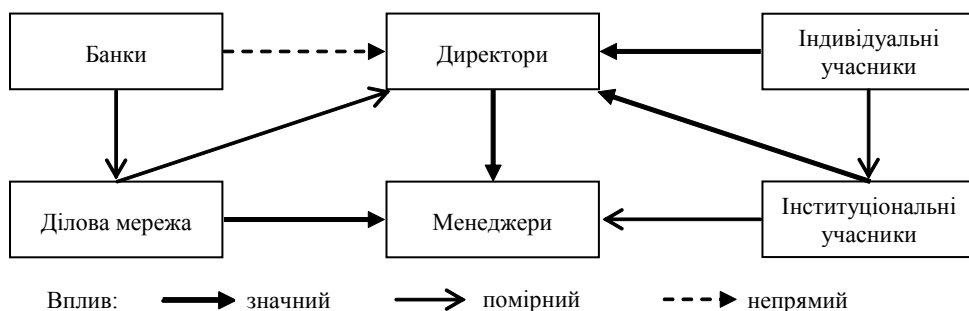 Банки
Директори
Індивідуальні
учасники
Ділова мережа
Менеджери
Інституціональні
учасники
Вплив: значний помірний непрямий